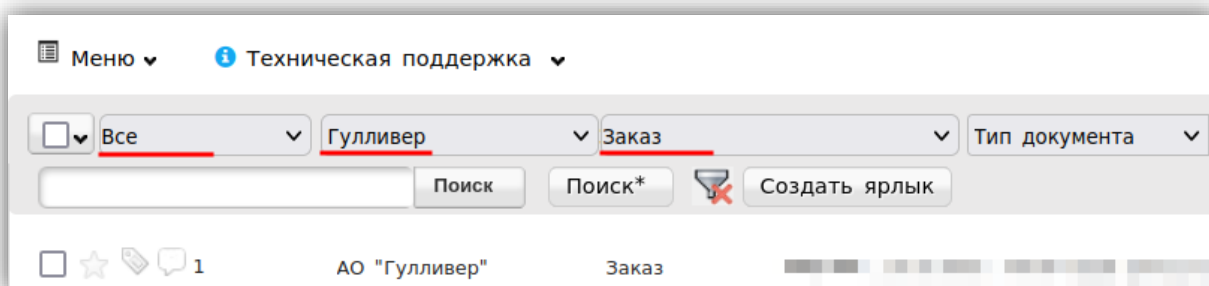 Меню Техническая поддержка
Все Гулливер Заказ Тип документа
Поиск Поиск* Создать ярлык
1 АО "Гулливер" Заказ